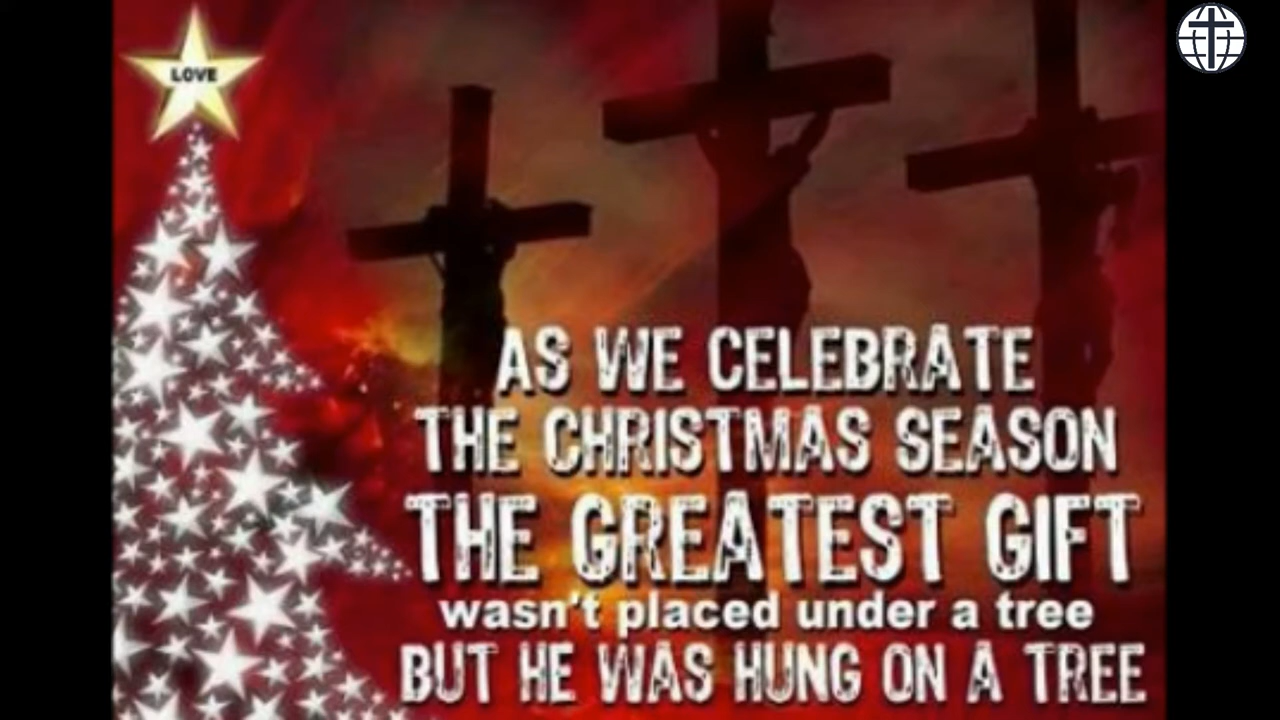 LOVE
AS WE CELEBRATE
THE CHRISTMAS SEASON
THE GREATEST GIFT
wasn't placed under a tree
BUT HE WAS HUNG ON A TREE